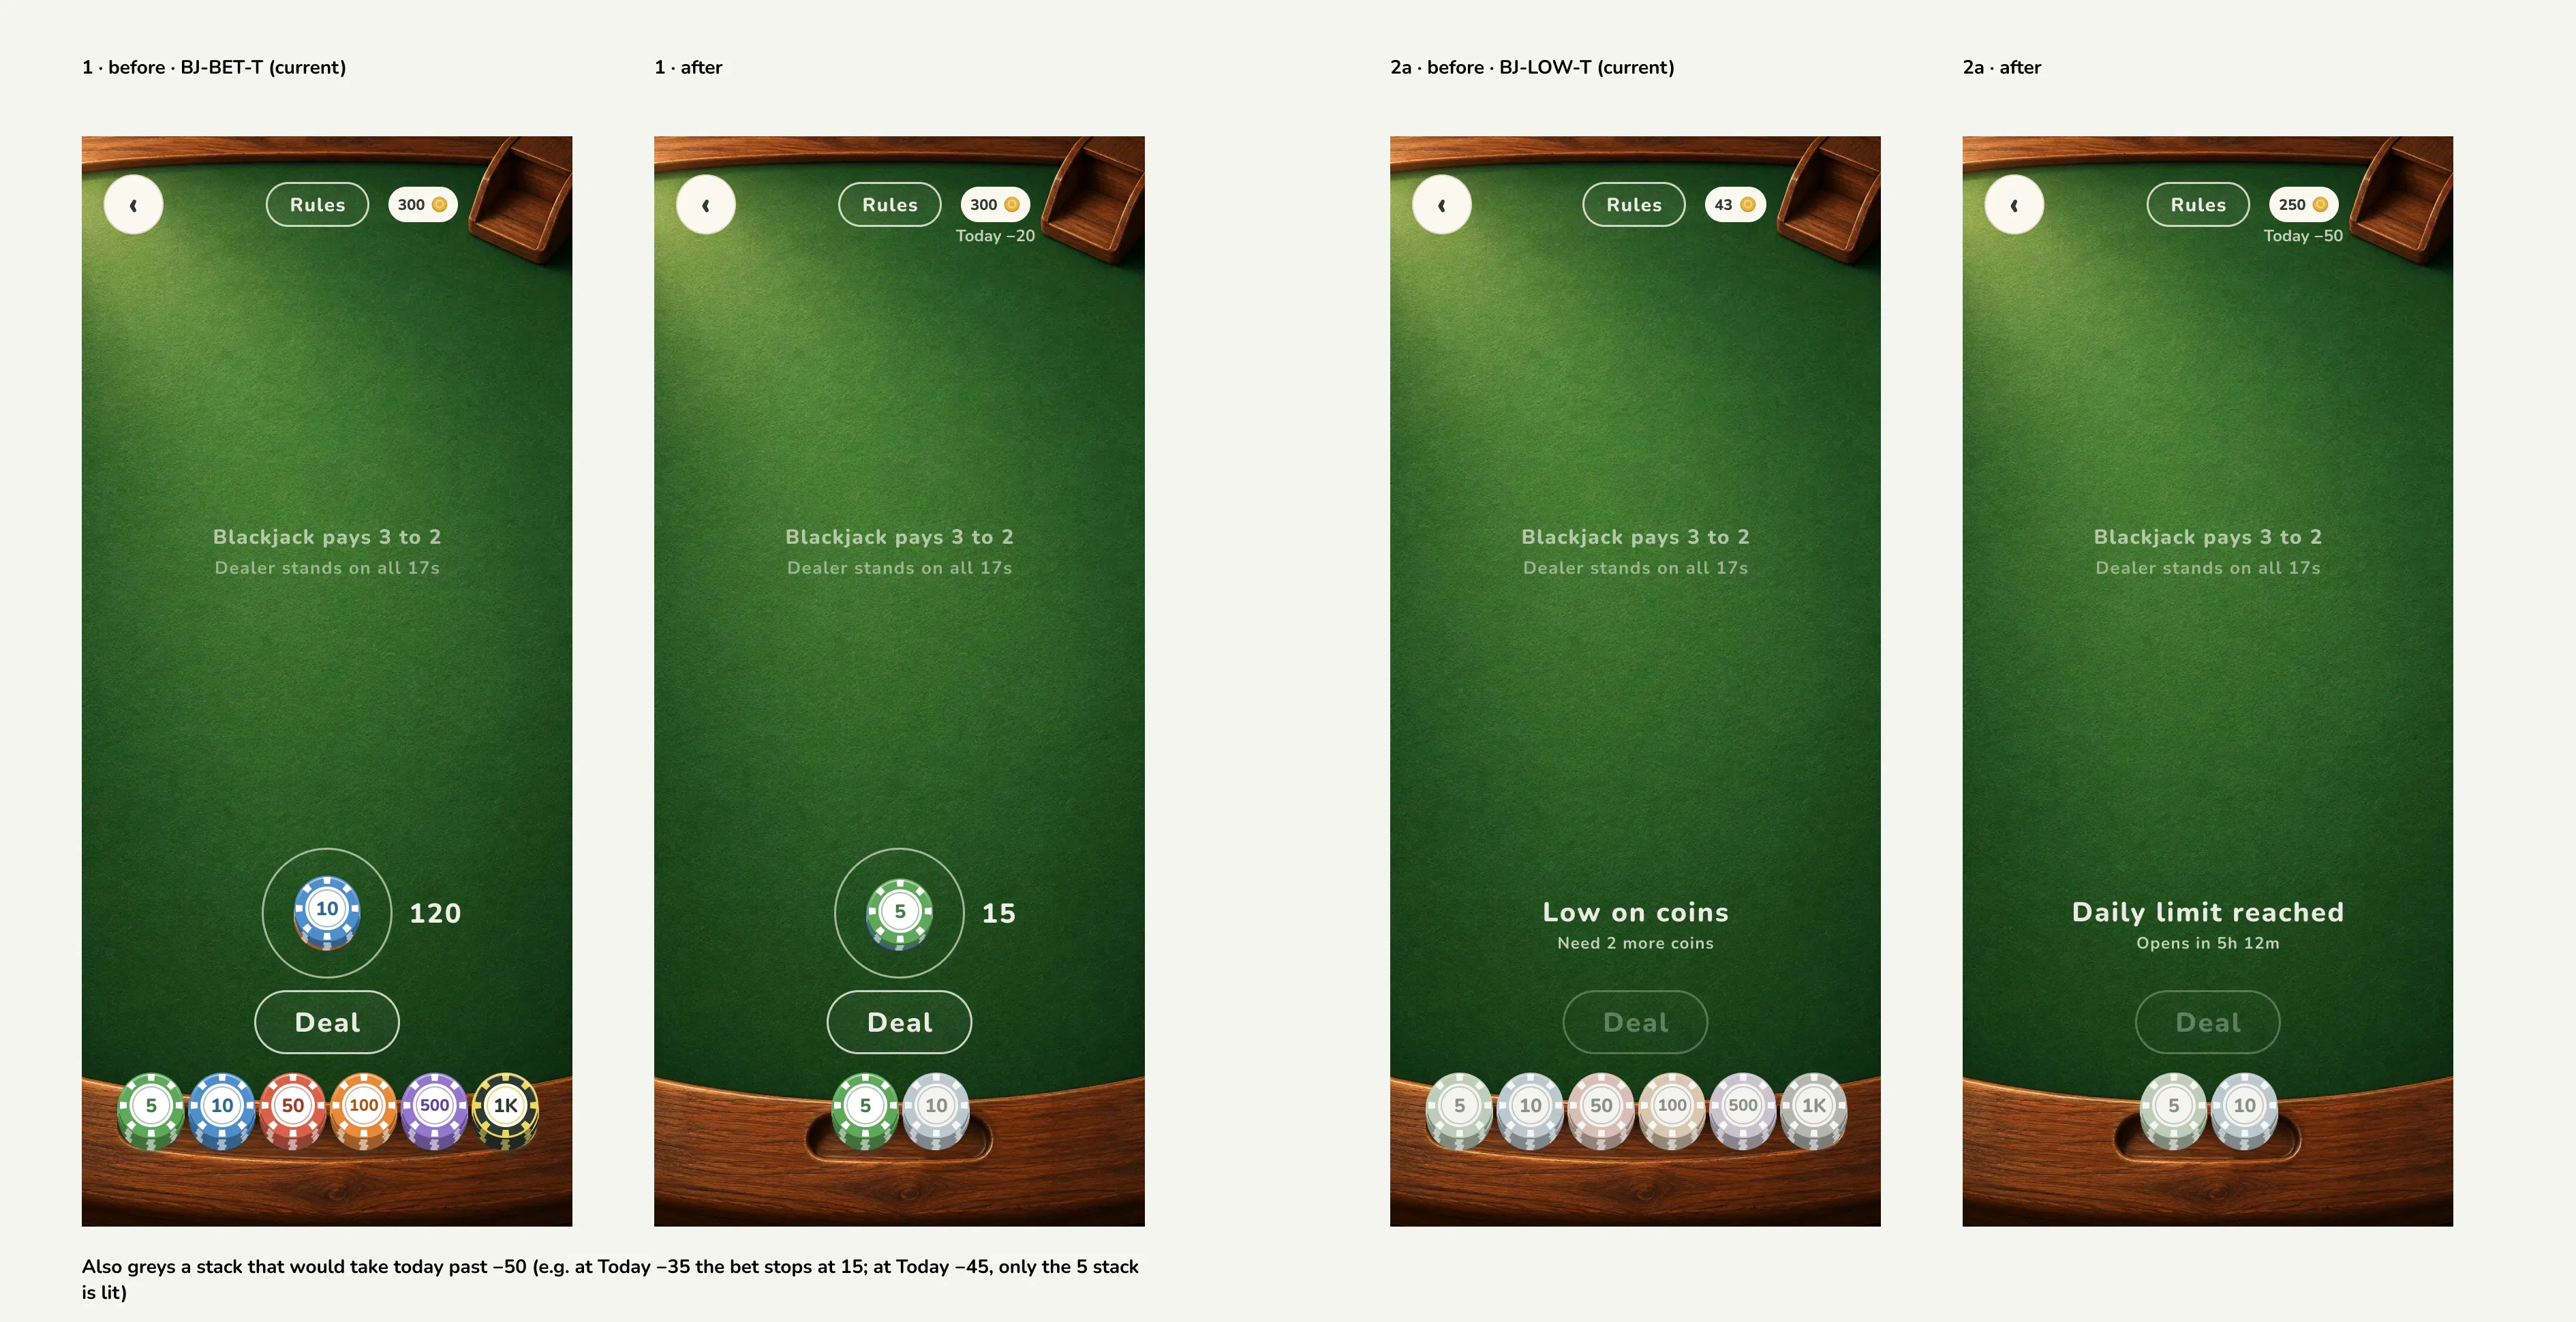 1 · before · BJ-BET-T (current)
‹
Rules
300
Blackjack pays 3 to 2
Dealer stands on all 17s
10
120
Deal
5
10
50
100
500
1K
1 · after
‹
Rules
300
Today −20
Blackjack pays 3 to 2
Dealer stands on all 17s
5
15
Deal
5
10
Also greys a stack that would take today past −50 (e.g. at Today −35 the bet stops at 15; at Today −45, only the 5 stack
is lit)
2a · before · BJ-LOW-T (current)
‹
Rules
43
Blackjack pays 3 to 2
Dealer stands on all 17s
Low on coins
Need 2 more coins
Deal
5
10
50
100
500
1K
2a · after
‹
Rules
250
Today −50
Blackjack pays 3 to 2
Dealer stands on all 17s
Daily limit reached
Opens in 5h 12m
Deal
5
10